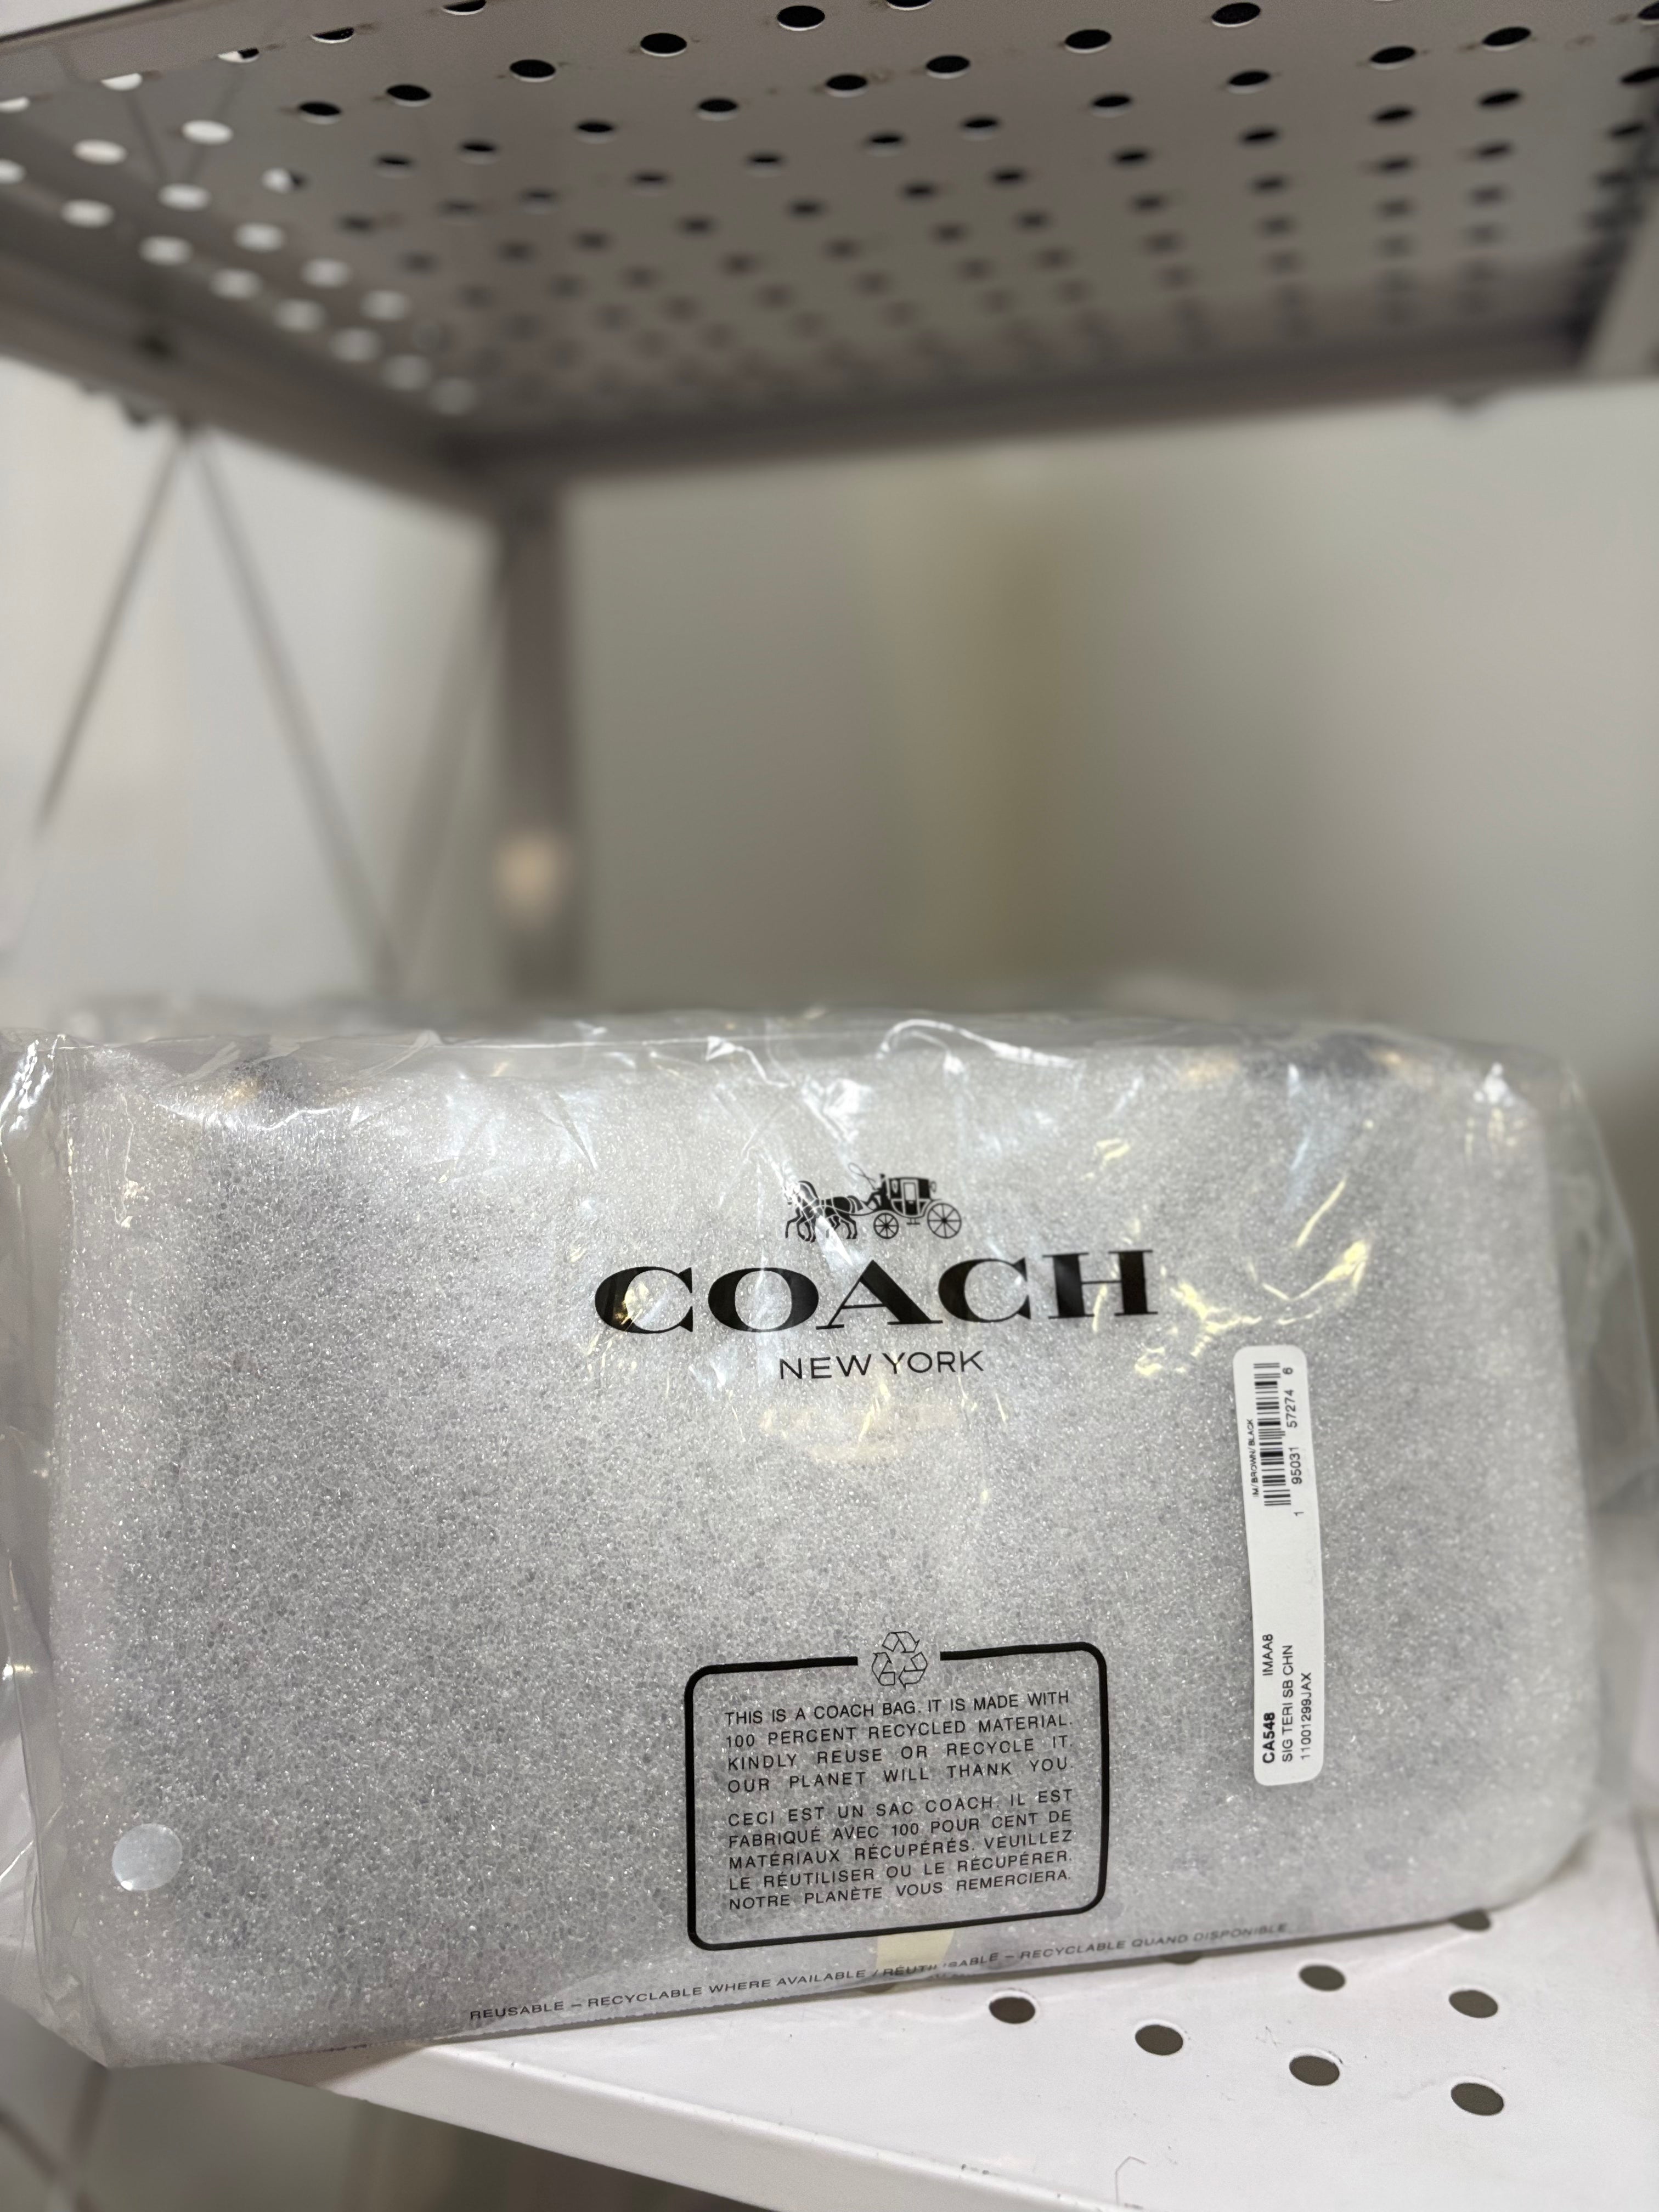 COACH
NEW YORK
IM/BROWN/BLACK
1 95031 57274 6
CA548 IMAA8
SIG TERI SB CHN
11001299JAX
THIS IS A COACH BAG. IT IS MADE WITH
100 PERCENT RECYCLED MATERIAL.
KINDLY REUSE OR RECYCLE IT.
OUR PLANET WILL THANK YOU.
CECI EST UN SAC COACH. IL EST
FABRIQUÉ AVEC 100 POUR CENT DE
MATÉRIAUX RÉCUPÉRÉS. VEUILLEZ
LE RÉUTILISER OU LE RÉCUPÉRER.
NOTRE PLANÈTE VOUS REMERCIERA.
REUSABLE – RECYCLABLE WHERE AVAILABLE / RÉUTILISABLE – RECYCLABLE QUAND DISPONIBLE